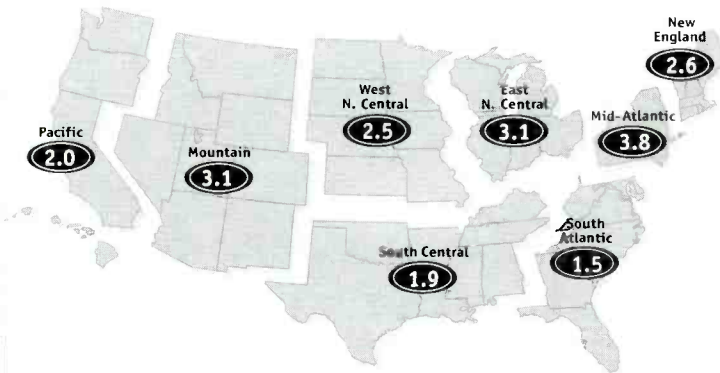 New
England
2.6
West
N. Central
2.5
East
N. Central
3.1
Mid-Atlantic
3.8
Pacific
2.0
Mountain
3.1
South
Atlantic
1.5
South Central
1.9